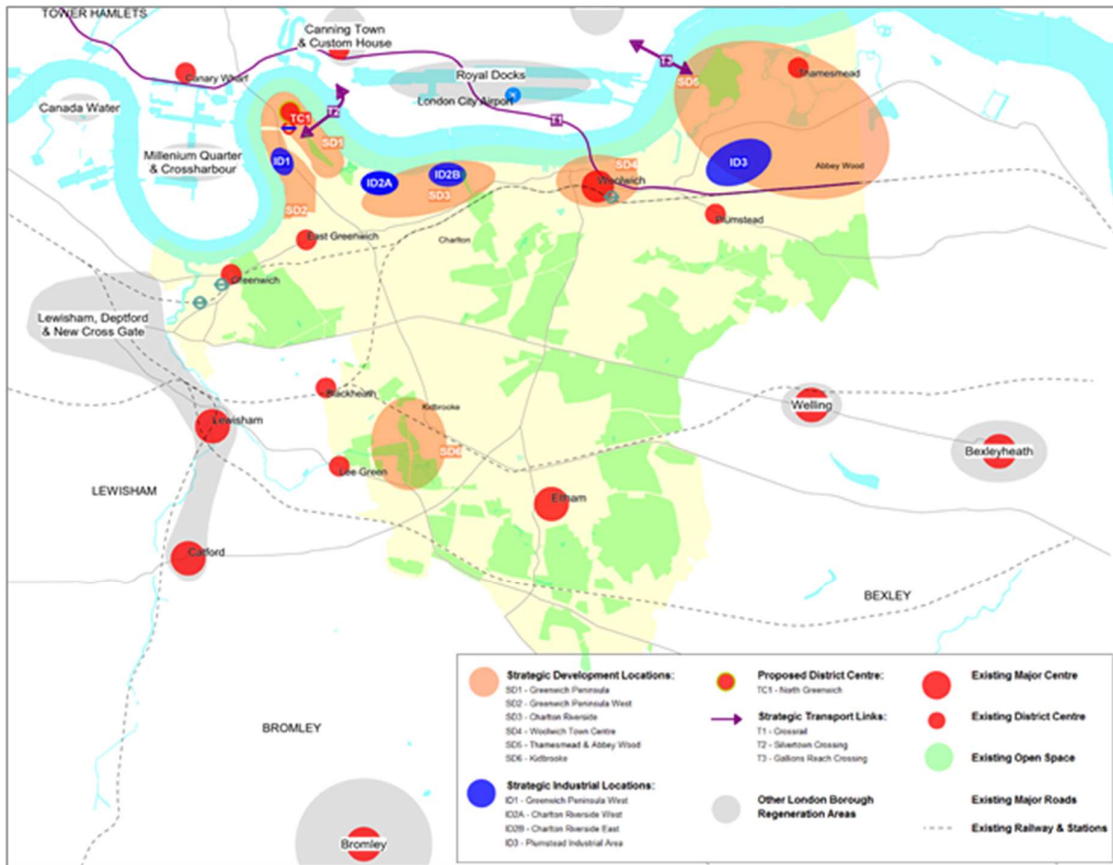 TOWER HAMLETS
Canning Town
& Custom House
Canary Wharf
Royal Docks
London City Airport
T3
Thamesmead
SD5
Canada Water
TC1
T2
T1
Millenium Quarter
& Crossharbour
ID1
SD1
ID2A
ID2B
SD3
SD4
Woolwich
ID3
Abbey Wood
SD2
Plumstead
East Greenwich
Charlton
Greenwich
Lewisham, Deptford
& New Cross Gate
Blackheath
Kidbrooke
Welling
Lewisham
SD6
Bexleyheath
Lee Green
LEWISHAM
Eltham
Catford
BEXLEY
BROMLEY
Bromley
Strategic Development Locations:
SD1 - Greenwich Peninsula
SD2 - Greenwich Peninsula West
SD3 - Charlton Riverside
SD4 - Woolwich Town Centre
SD5 - Thamesmead & Abbey Wood
SD6 - Kidbrooke
Strategic Industrial Locations:
ID1 - Greenwich Peninsula West
ID2A - Charlton Riverside West
ID2B - Charlton Riverside East
ID3 - Plumstead Industrial Area
Proposed District Centre:
TC1 - North Greenwich
Strategic Transport Links:
T1 - Crossrail
T2 - Silvertown Crossing
T3 - Gallions Reach Crossing
Other London Borough
Regeneration Areas
Existing Major Centre
Existing District Centre
Existing Open Space
Existing Major Roads
Existing Railway & Stations